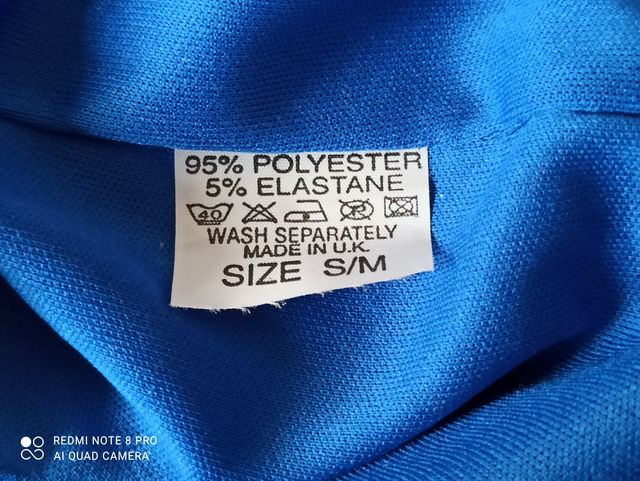 95% POLYESTER
5% ELASTANE
40
WASH SEPARATELY
MADE IN U.K.
SIZE S/M
REDMI NOTE 8 PRO
AI QUAD CAMERA